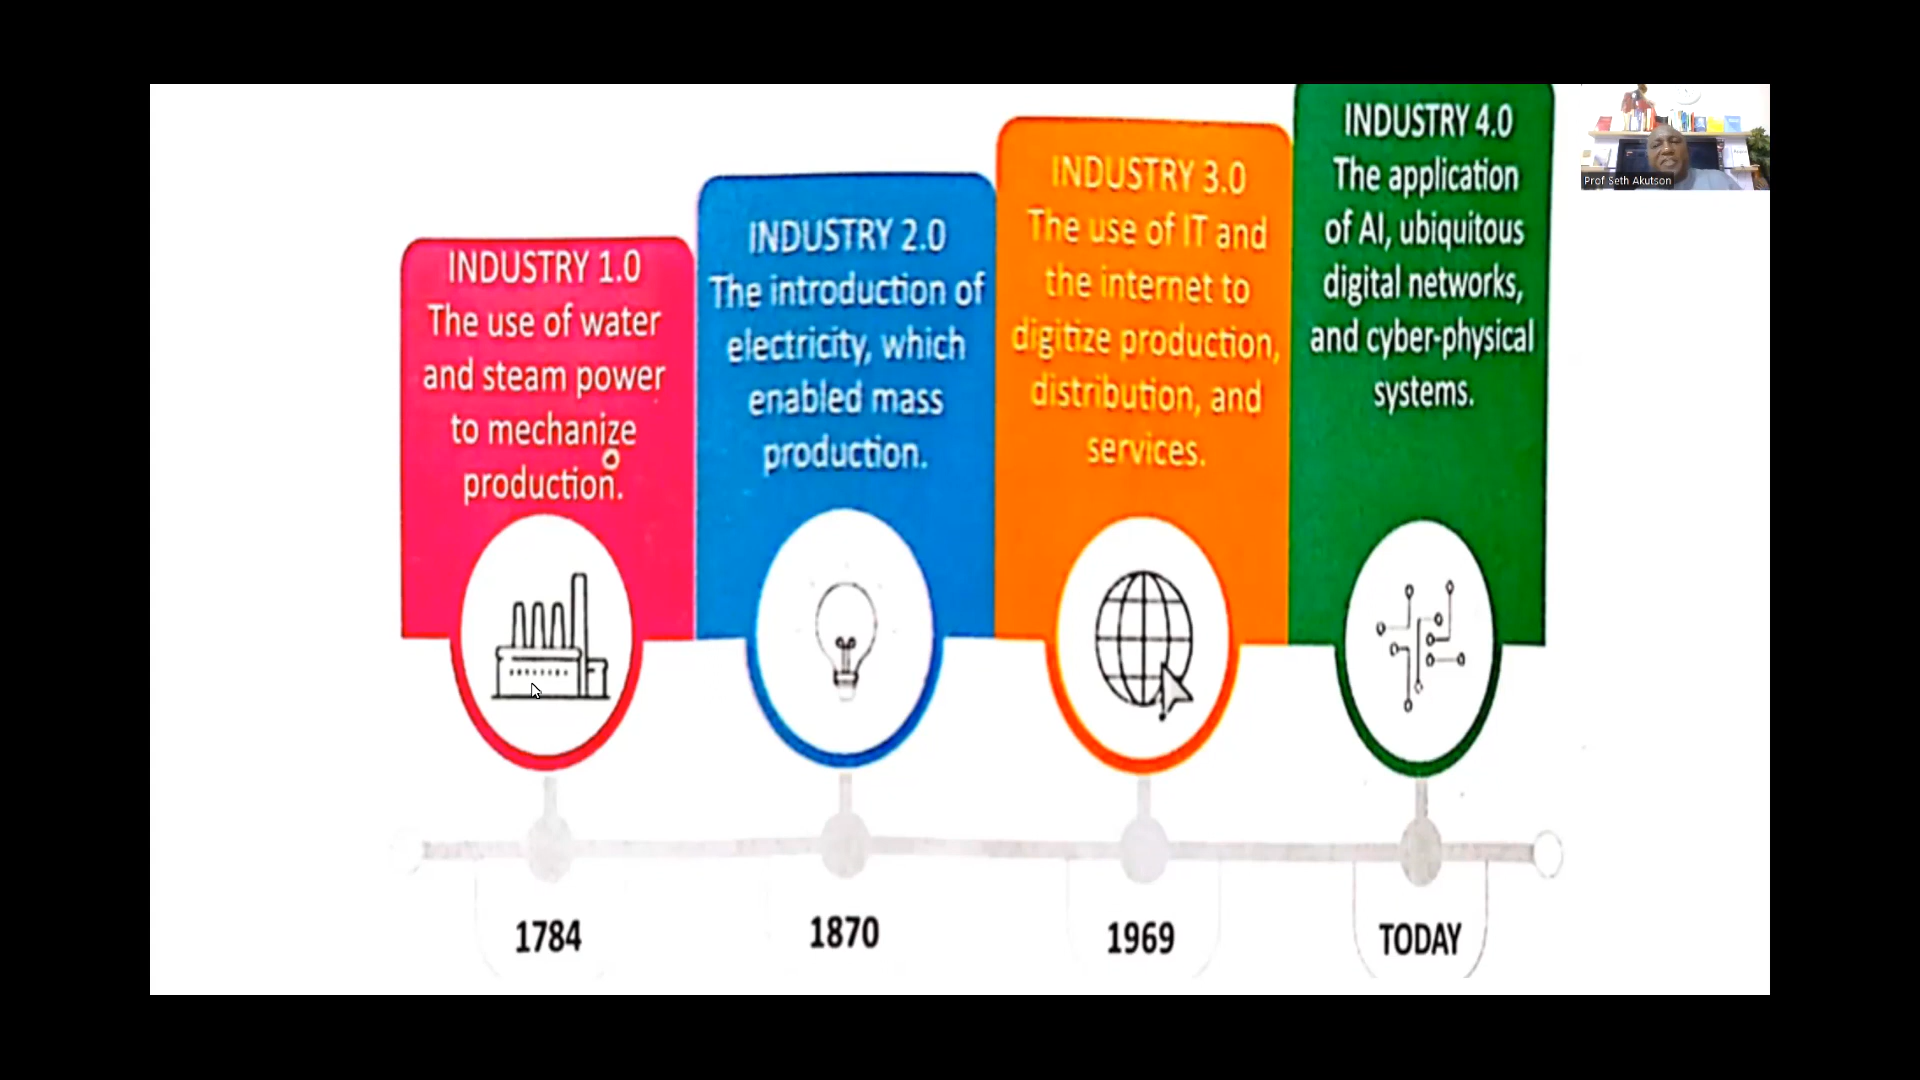 INDUSTRY 1.0
The use of water
and steam power
to mechanize
production.
INDUSTRY 2.0
The introduction of
electricity, which
enabled mass
production.
INDUSTRY 3.0
The use of IT and
the internet to
digitize production,
distribution, and
services.
INDUSTRY 4.0
The application
of AI, ubiquitous
digital networks,
and cyber-physical
systems.
Prof Seth Akutson
1784
1870
1969
TODAY